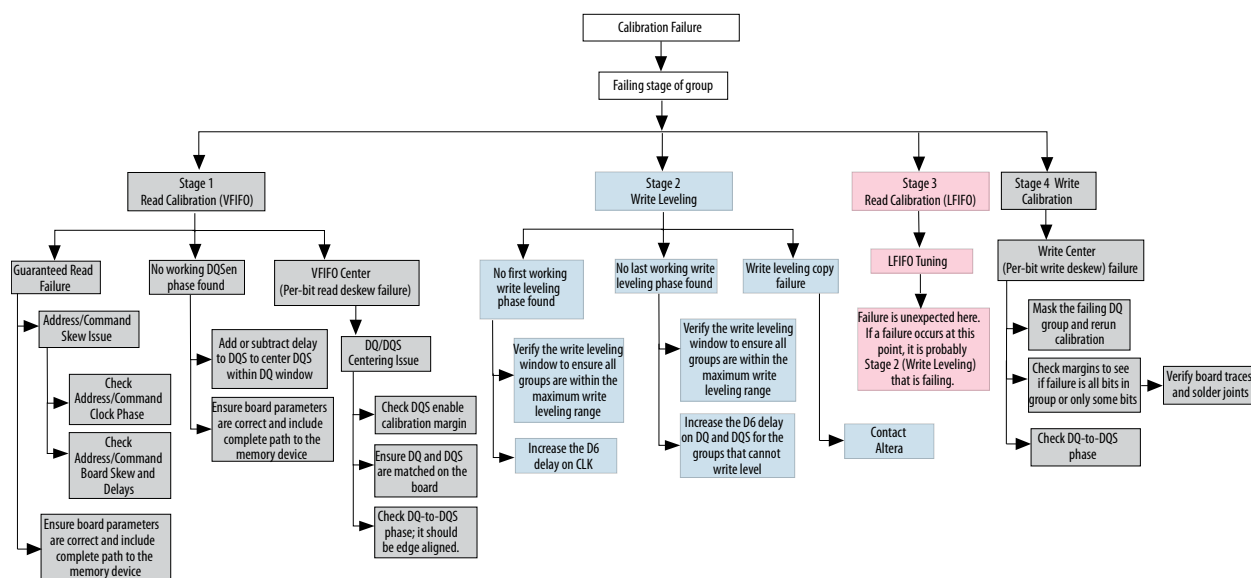 Calibration Failure
Failing stage of group
Stage 1
Read Calibration (VFIFO)
Guaranteed Read
Failure
Address/Command
Skew Issue
Check
Address/Command
Clock Phase
Check
Address/Command
Board Skew and
Delays
Ensure board parameters
are correct and include
complete path to the
memory device
No working DQSen
phase found
Add or subtract delay
to DQS to center DQS
within DQ window
Ensure board parameters
are correct and include
complete path to the
memory device
VFIFO Center
(Per-bit read deskew failure)
DQ/DQS
Centering Issue
Check DQS enable
calibration margin
Ensure DQ and DQS
are matched on the
board
Check DQ-to-DQS
phase; it should
be edge aligned.
Stage 2
Write Leveling
No first working
write leveling
phase found
Verify the write leveling
window to ensure all
groups are within the
maximum write
leveling range
Increase the D6
delay on CLK
No last working write
leveling phase found
Verify the write leveling
window to ensure all
groups are within the
maximum write
leveling range
Increase the D6 delay
on DQ and DQS for the
groups that cannot
write level
Write leveling copy
failure
Contact
Altera
Stage 3
Read Calibration (LFIFO)
LFIFO Tuning
Failure is unexpected here.
If a failure occurs at this
point, it is probably
Stage 2 (Write Leveling)
that is failing.
Stage 4 Write
Calibration
Write Center
(Per-bit write deskew) failure
Mask the failing DQ
group and rerun
calibration
Check margins to see
if failure is all bits in
group or only some bits
Verify board traces
and solder joints
Check DQ-to-DQS
phase